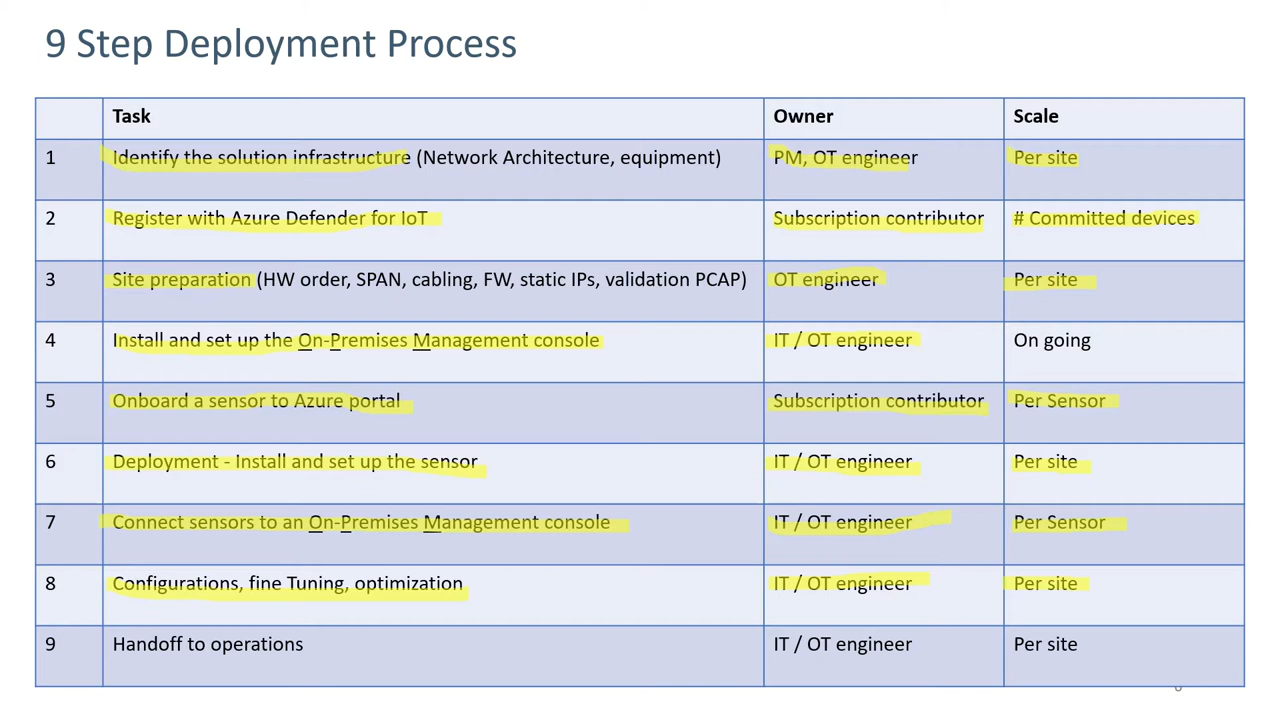 9 Step Deployment Process
Task Owner Scale
1 Identify the solution infrastructure (Network Architecture, equipment) PM, OT engineer Per site
2 Register with Azure Defender for IoT Subscription contributor # Committed devices
3 Site preparation (HW order, SPAN, cabling, FW, static IPs, validation PCAP) OT engineer Per site
4 Install and set up the On-Premises Management console IT / OT engineer On going
5 Onboard a sensor to Azure portal Subscription contributor Per Sensor
6 Deployment - Install and set up the sensor IT / OT engineer Per site
7 Connect sensors to an On-Premises Management console IT / OT engineer Per Sensor
8 Configurations, fine Tuning, optimization IT / OT engineer Per site
9 Handoff to operations IT / OT engineer Per site